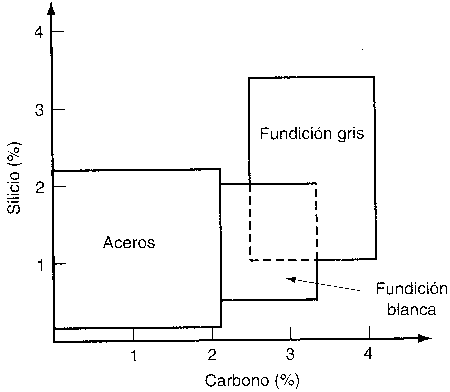 4
3
Fundición gris
Silicio (%)
2
Aceros
1
Fundición
blanca
1 2 3 4
Carbono (%)